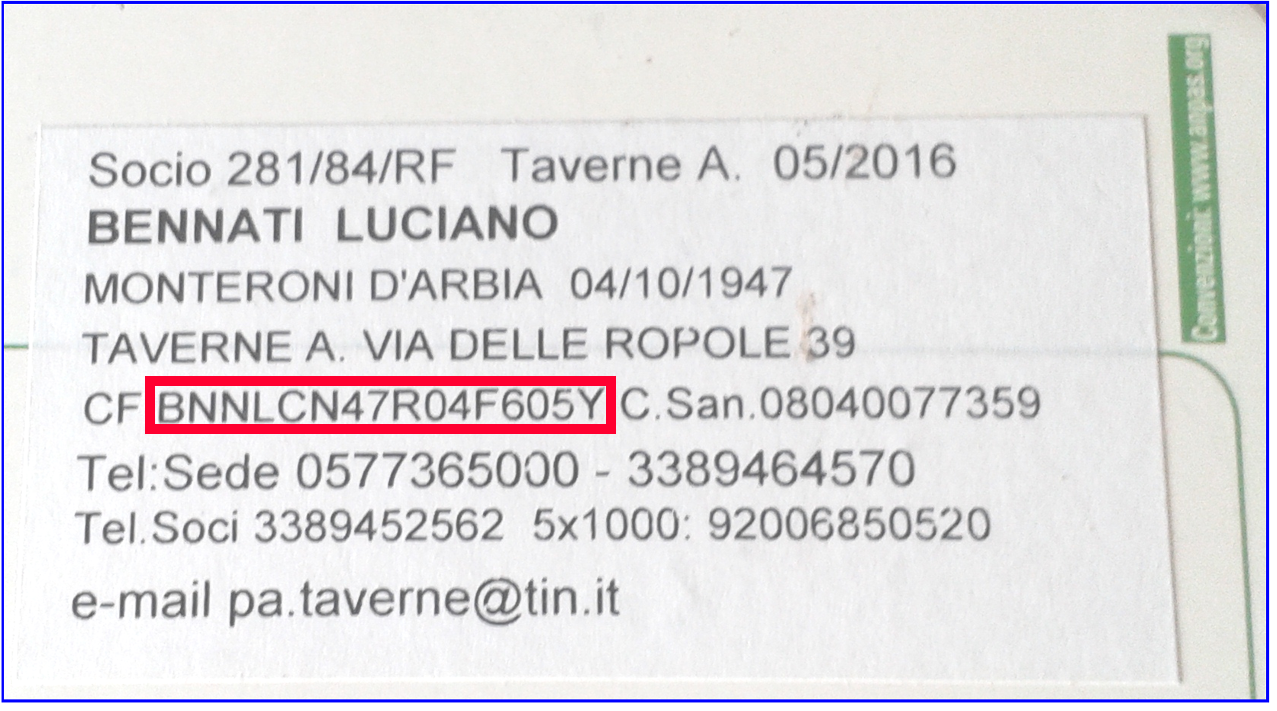 Socio 281/84/RF Taverne A. 05/2016
BENNATI LUCIANO
MONTERONI D'ARBIA 04/10/1947
TAVERNE A. VIA DELLE ROPOLE 39
CF BNNLCN47R04F605Y C.San.08040077359
Tel:Sede 0577365000 - 3389464570
Tel.Soci 3389452562 5x1000: 92006850520
e-mail pa.taverne@tin.it
Convenzioni: www.anpas.org